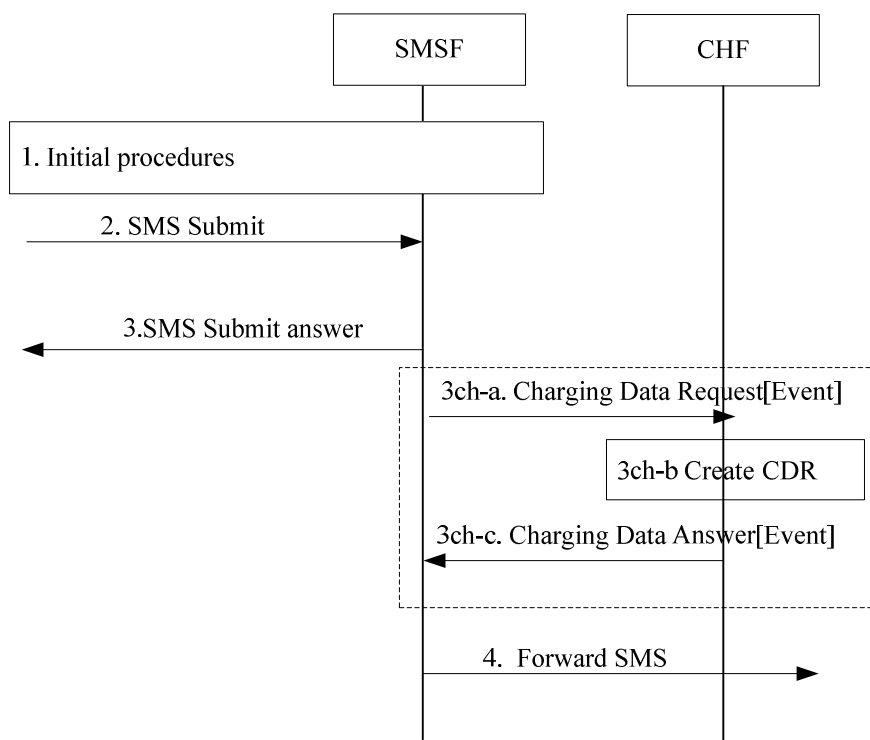 SMSF
CHF
1. Initial procedures
2. SMS Submit
3.SMS Submit answer
3ch-a. Charging Data Request[Event]
3ch-b Create CDR
3ch-c. Charging Data Answer[Event]
4. Forward SMS